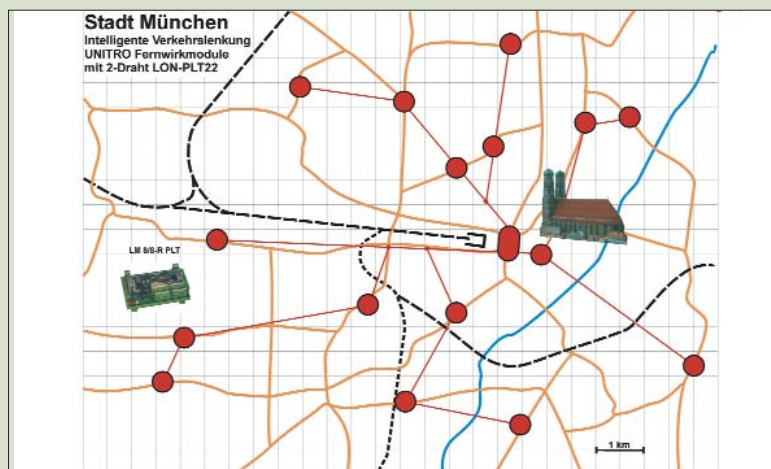 Stadt München
Intelligente Verkehrslenkung
UNITRO Fernwirkmodule
mit 2-Draht LON-PLT22
LM 8/8-R PLT
1 km